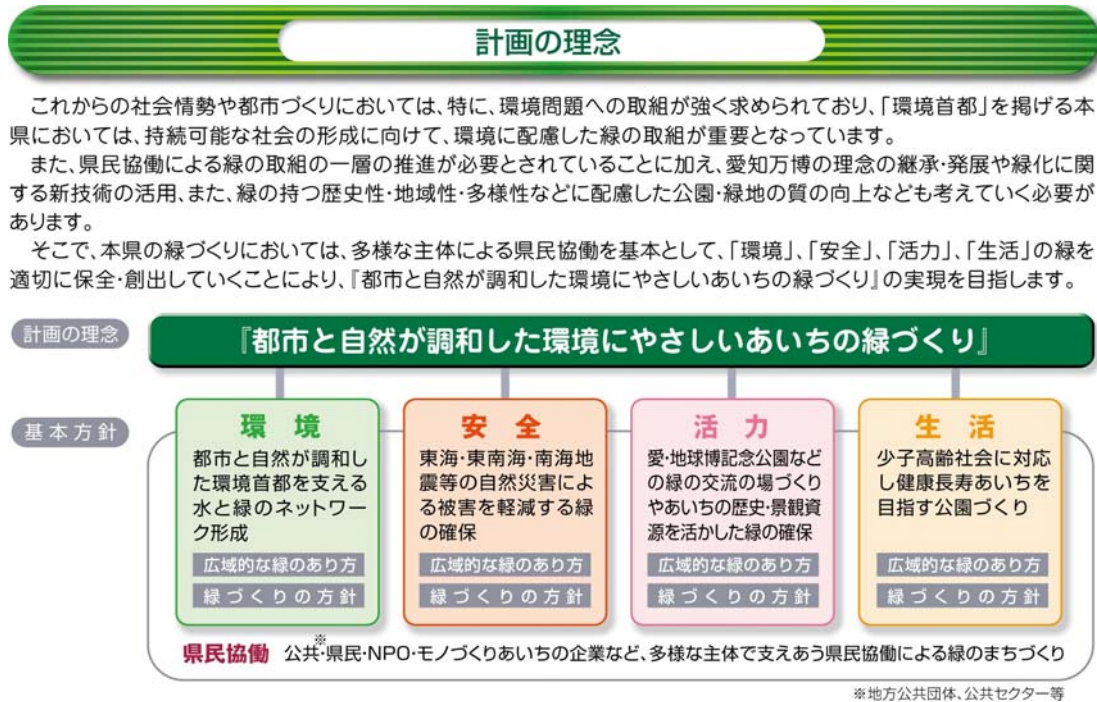 計画の理念
　これからの社会情勢や都市づくりにおいては、特に、環境問題への取組が強く求められており、「環境首都」を掲げる本
県においては、持続可能な社会の形成に向けて、環境に配慮した緑の取組が重要となっています。
　また、県民協働による緑の取組の一層の推進が必要とされていることに加え、愛知万博の理念の継承・発展や緑化に関
する新技術の活用、また、緑の持つ歴史性・地域性・多様性などに配慮した公園・緑地の質の向上なども考えていく必要が
あります。
　そこで、本県の緑づくりにおいては、多様な主体による県民協働を基本として、「環境」、「安全」、「活力」、「生活」の緑を
適切に保全・創出していくことにより、『都市と自然が調和した環境にやさしいあいちの緑づくり』の実現を目指します。
計画の理念
『都市と自然が調和した環境にやさしいあいちの緑づくり』
基本方針
環 境
都市と自然が調和し
た環境首都を支える
水と緑のネットワー
ク形成
広域的な緑のあり方
緑づくりの方針
安 全
東海・東南海・南海地
震等の自然災害によ
る被害を軽減する緑
の確保
広域的な緑のあり方
緑づくりの方針
活 力
愛・地球博記念公園など
の緑の交流の場づくり
やあいちの歴史・景観資
源を活かした緑の確保
広域的な緑のあり方
緑づくりの方針
生 活
少子高齢社会に対応
し健康長寿あいちを
目指す公園づくり
広域的な緑のあり方
緑づくりの方針
県民協働 公共※・県民・NPO・モノづくりあいちの企業など、多様な主体で支えあう県民協働による緑のまちづくり
※地方公共団体、公共セクター等